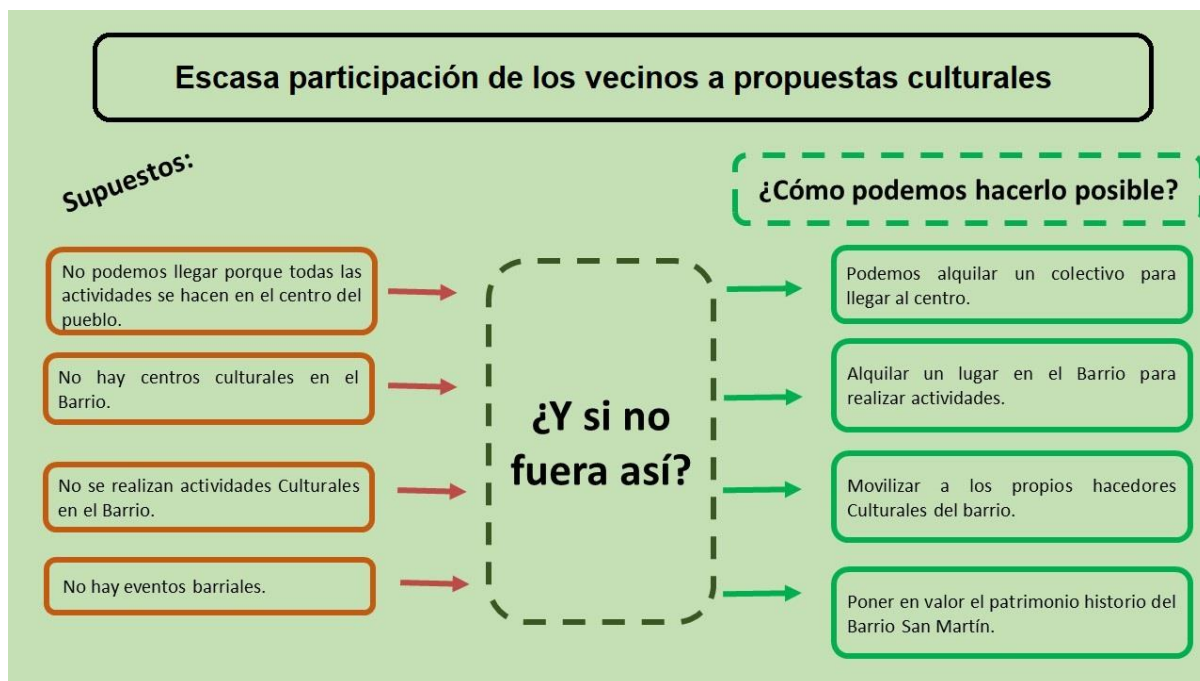 Escasa participación de los vecinos a propuestas culturales
Supuestos:
¿Cómo podemos hacerlo posible?
No podemos llegar porque todas las
actividades se hacen en el centro del
pueblo.
No hay centros culturales en el
Barrio.
No se realizan actividades Culturales
en el Barrio.
No hay eventos barriales.
¿Y si no
fuera así?
Podemos alquilar un colectivo para
llegar al centro.
Alquilar un lugar en el Barrio para
realizar actividades.
Movilizar a los propios hacedores
Culturales del barrio.
Poner en valor el patrimonio historio del
Barrio San Martín.